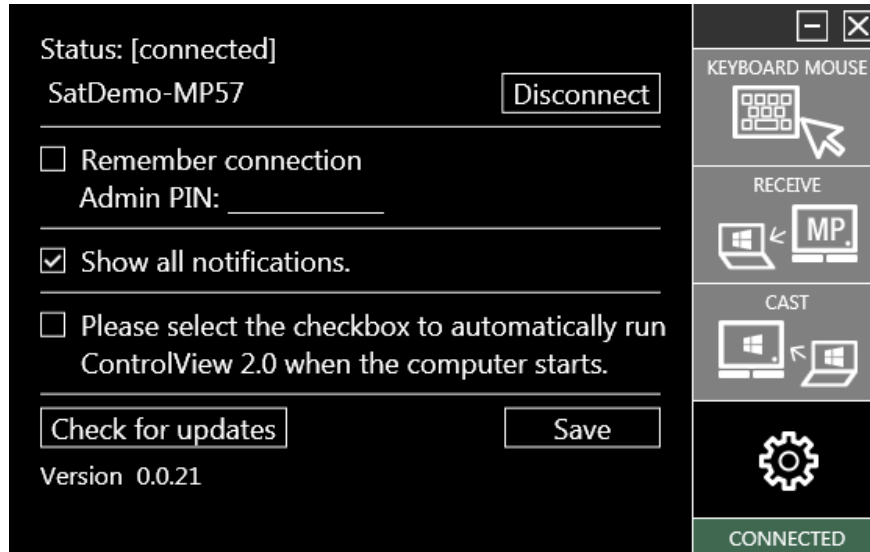 Status: [connected]
SatDemo-MP57
Disconnect
Remember connection
Admin PIN:
Show all notifications.
Please select the checkbox to automatically run
ControlView 2.0 when the computer starts.
Check for updates
Save
Version 0.0.21
KEYBOARD MOUSE
RECEIVE
MP.
CAST
CONNECTED